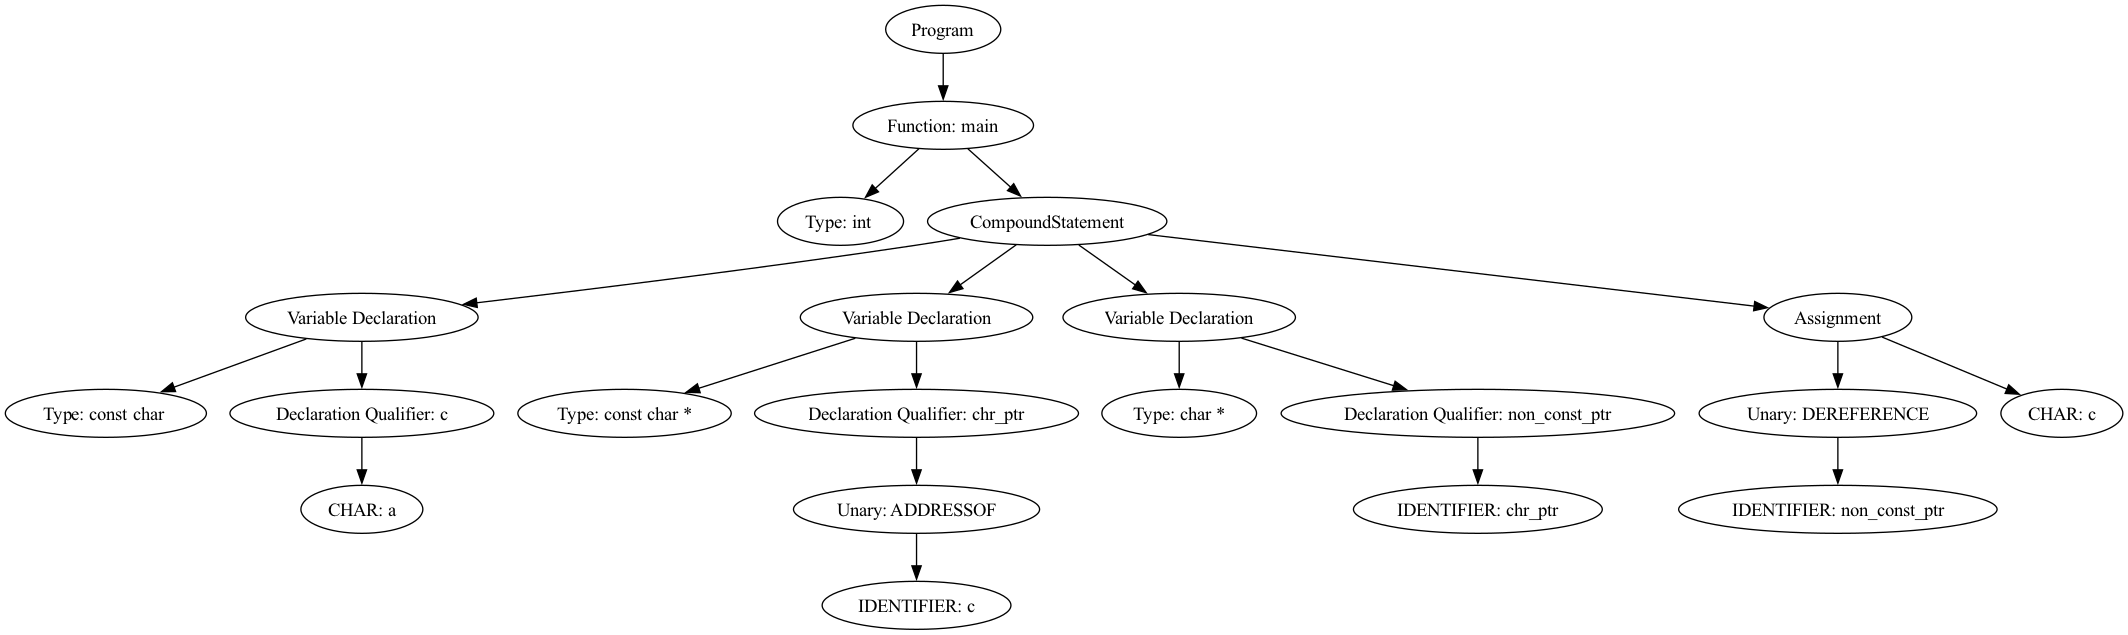 Program
Function: main
Type: int
CompoundStatement
Variable Declaration
Variable Declaration
Variable Declaration
Assignment
Type: const char
Declaration Qualifier: c
Type: const char *
Declaration Qualifier: chr_ptr
Type: char *
Declaration Qualifier: non_const_ptr
Unary: DEREFERENCE
CHAR: c
CHAR: a
Unary: ADDRESSOF
IDENTIFIER: chr_ptr
IDENTIFIER: non_const_ptr
IDENTIFIER: c